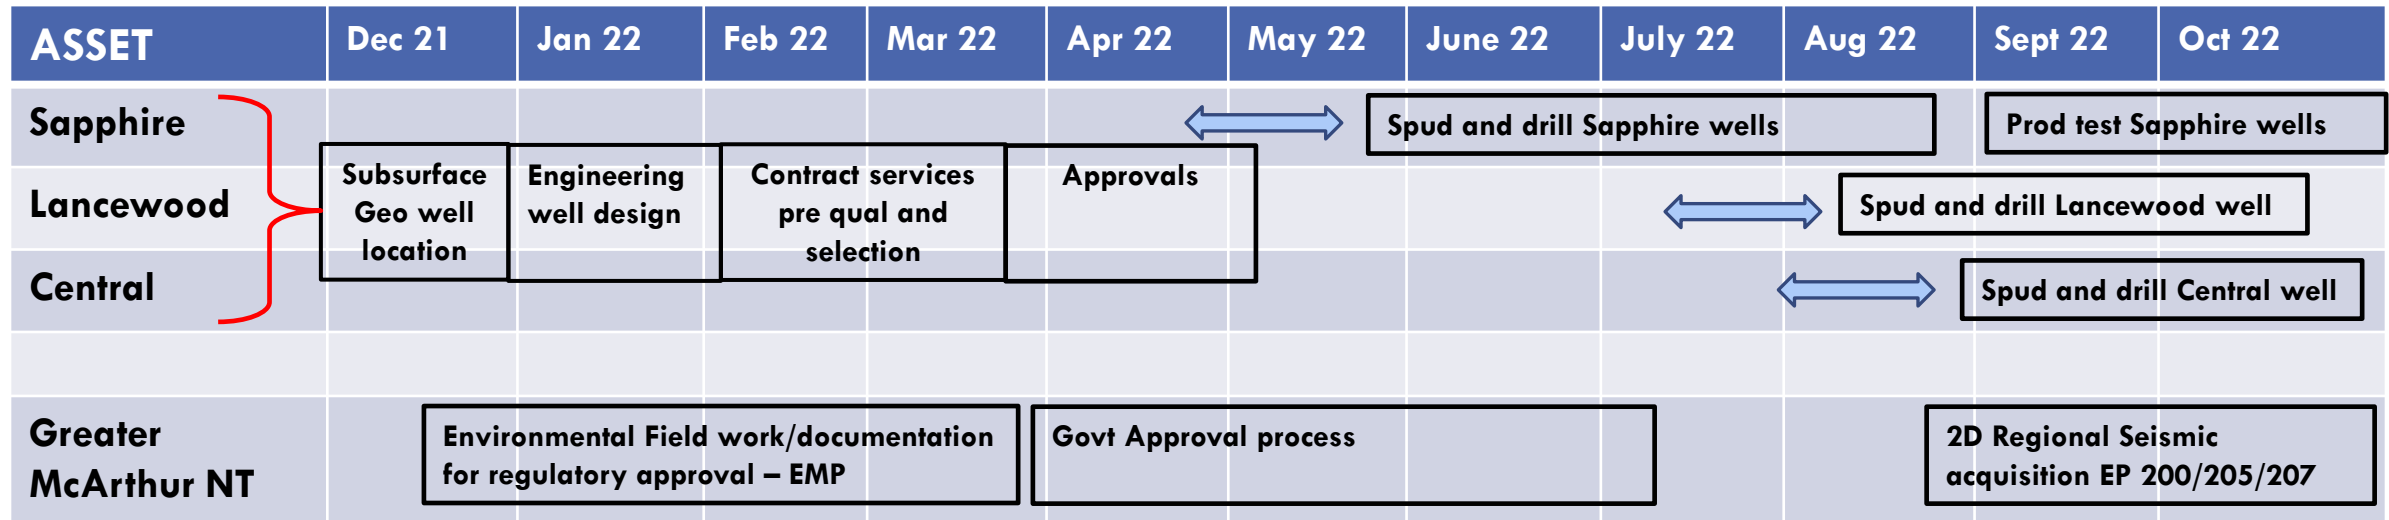 ASSET
Dec 21
Jan 22
Feb 22
Mar 22
Apr 22
May 22
June 22
July 22
Aug 22
Sept 22
Oct 22
Sapphire
Spud and drill Sapphire wells
Prod test Sapphire wells
Lancewood
Subsurface
Geo well
location
Engineering
well design
Contract services
pre qual and
selection
Approvals
Spud and drill Lancewood well
Central
Spud and drill Central well
Greater
McArthur NT
Environmental Field work/documentation
for regulatory approval – EMP
Govt Approval process
2D Regional Seismic
acquisition EP 200/205/207